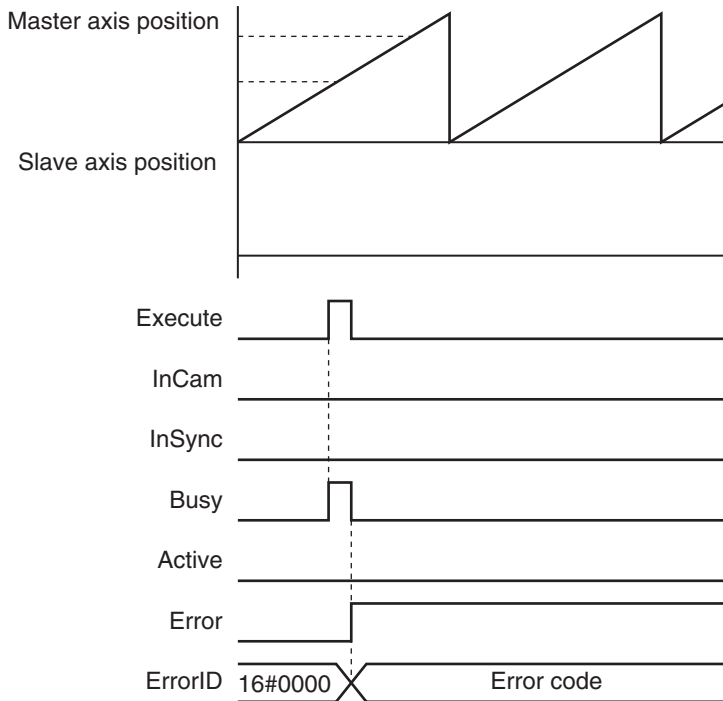 Master axis position
Slave axis position
Execute
InCam
InSync
Busy
Active
Error
ErrorID 16#0000 Error code